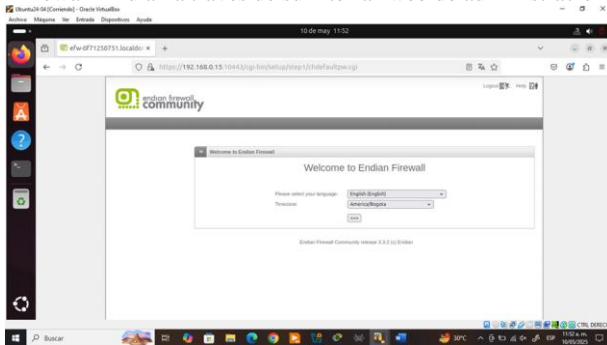 Ubuntu24-04 [Corriendo] - Oracle VirtualBox
Archivo Máquina Ver Entrada Dispositivos Ayuda
10 de may 11:52
efw-0f71250751.localdo
https://192.168.0.15:10443/cgi-bin/setup/step1/chdefaultpw.cgi
Logout Help
endian firewall
community
Welcome to Endian Firewall
Welcome to Endian Firewall
Please select your language: English (English)
Timezone: America/Bogota
>>>
Endian Firewall Community release 3.3.2 (c) Endian
CTRL DERECHA
Buscar
30°C
ESP
11:52 a. m.
10/05/2025